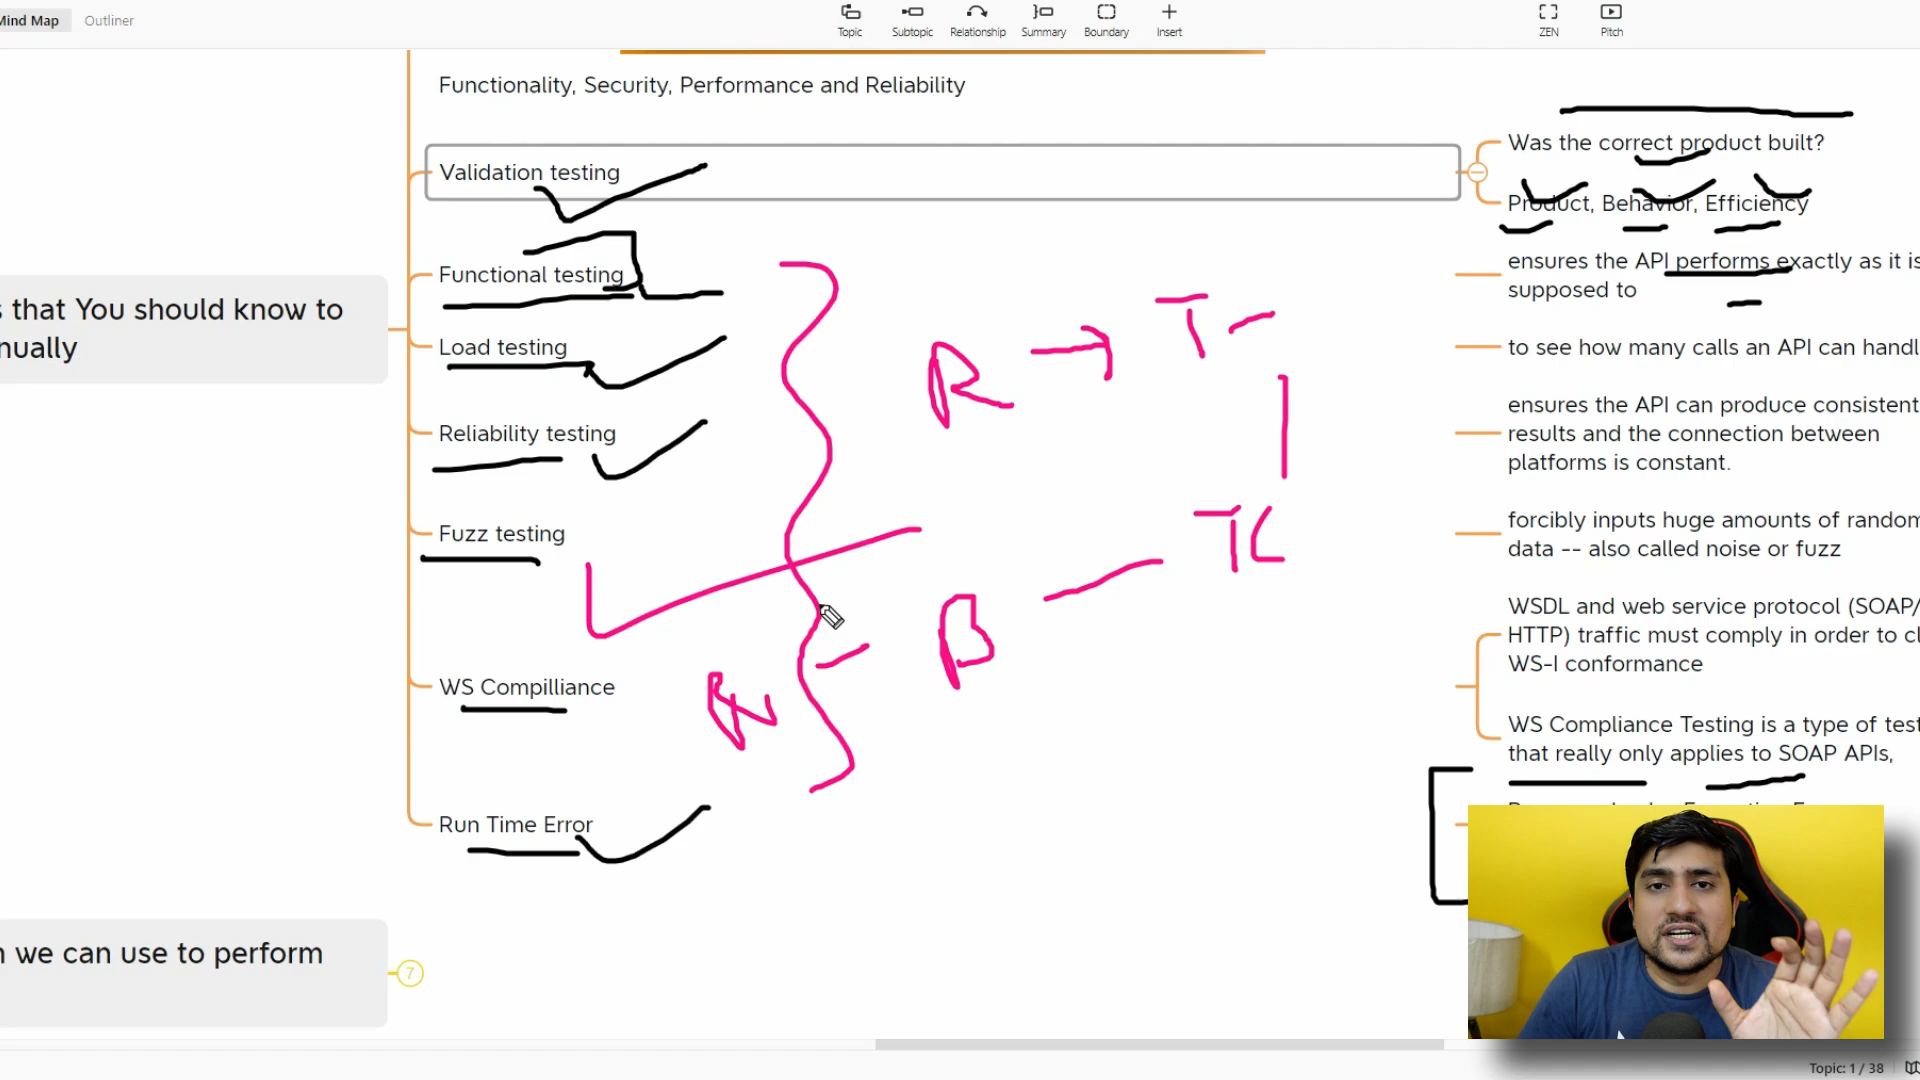 Mind Map
Outliner
Topic
Subtopic
Relationship
Summary
Boundary
Insert
ZEN
Pitch
Functionality, Security, Performance and Reliability
Validation testing
Was the correct product built?
Product, Behavior, Efficiency
Functional testing
ensures the API performs exactly as it is
supposed to
s that You should know to
nually
Load testing
to see how many calls an API can handl
Reliability testing
ensures the API can produce consistent
results and the connection between
platforms is constant.
Fuzz testing
forcibly inputs huge amounts of random
data -- also called noise or fuzz
WS Compilliance
WSDL and web service protocol (SOAP/
HTTP) traffic must comply in order to cl
WS-I conformance
WS Compliance Testing is a type of test
that really only applies to SOAP APIs,
Run Time Error
R
T
TC
B
n we can use to perform
7
Topic: 1 / 38